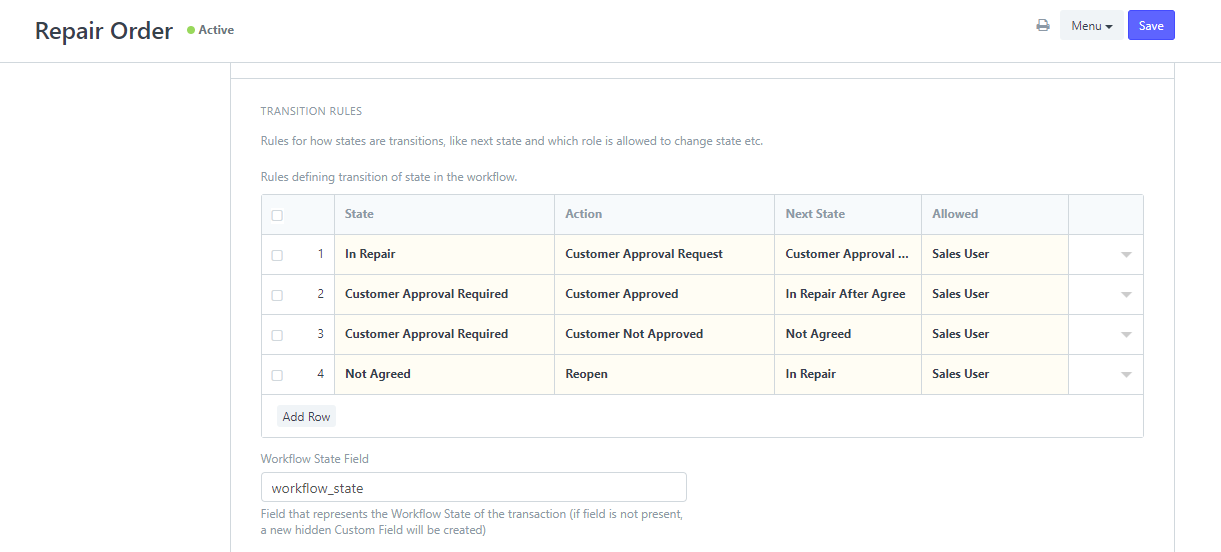 Repair Order Active Menu Save
TRANSITION RULES
Rules for how states are transitions, like next state and which role is allowed to change state etc.
Rules defining transition of state in the workflow.
State Action Next State Allowed
1 In Repair Customer Approval Request Customer Approval ... Sales User
2 Customer Approval Required Customer Approved In Repair After Agree Sales User
3 Customer Approval Required Customer Not Approved Not Agreed Sales User
4 Not Agreed Reopen In Repair Sales User
Add Row
Workflow State Field
workflow_state
Field that represents the Workflow State of the transaction (if field is not present,
a new hidden Custom Field will be created)